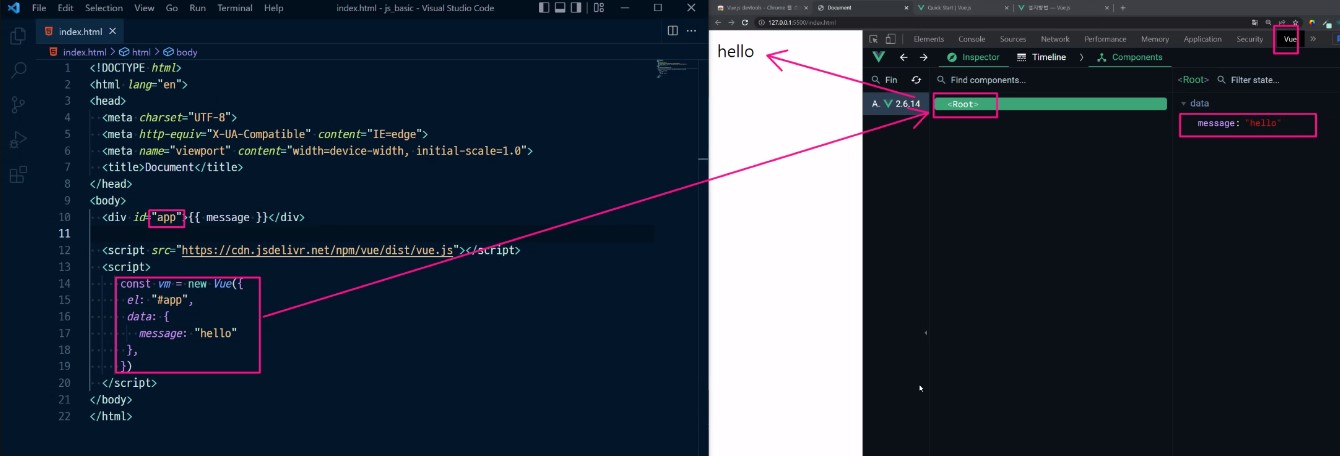 File Edit Selection View Go Run Terminal Help index.html - js_basic - Visual Studio Code
index.html
index.html > html > body
1 <!DOCTYPE html>
2 <html lang="en">
3 <head>
4 <meta charset="UTF-8">
5 <meta http-equiv="X-UA-Compatible" content="IE=edge">
6 <meta name="viewport" content="width=device-width, initial-scale=1.0">
7 <title>Document</title>
8 </head>
9 <body>
10 <div id="app">{{ message }}</div>
11
12 <script src="https://cdn.jsdelivr.net/npm/vue/dist/vue.js"></script>
13 <script>
14 const vm = new Vue({
15 el: "#app",
16 data: {
17 message: "hello"
18 },
19 })
20 </script>
21 </body>
22 </html>
Vue.js devtools - Chrome Document Quick Start | Vue.js Vue.js
127.0.0.1:5500/index.html
hello
Elements Console Sources Network Performance Memory Application Security Vue »
Inspector Timeline Components
Fin Find components... <Root> Filter state...
A. 2.6.14 <Root>
data
message: "hello"